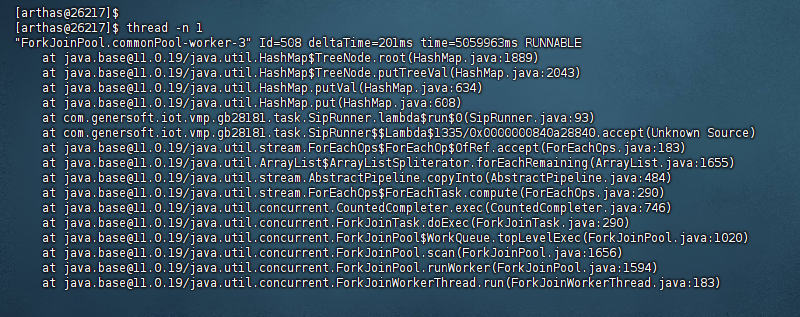 [arthas@26217]$
[arthas@26217]$ thread -n 1
"ForkJoinPool.commonPool-worker-3" Id=508 deltaTime=201ms time=5059963ms RUNNABLE
    at java.base@11.0.19/java.util.HashMap$TreeNode.root(HashMap.java:1889)
    at java.base@11.0.19/java.util.HashMap$TreeNode.putTreeVal(HashMap.java:2043)
    at java.base@11.0.19/java.util.HashMap.putVal(HashMap.java:634)
    at java.base@11.0.19/java.util.HashMap.put(HashMap.java:608)
    at com.genersoft.iot.vmp.gb28181.task.SipRunner.lambda$run$0(SipRunner.java:93)
    at com.genersoft.iot.vmp.gb28181.task.SipRunner$$Lambda$1335/0x0000000840a28840.accept(Unknown Source)
    at java.base@11.0.19/java.util.stream.ForEachOps$ForEachOp$OfRef.accept(ForEachOps.java:183)
    at java.base@11.0.19/java.util.ArrayList$ArrayListSpliterator.forEachRemaining(ArrayList.java:1655)
    at java.base@11.0.19/java.util.stream.AbstractPipeline.copyInto(AbstractPipeline.java:484)
    at java.base@11.0.19/java.util.stream.ForEachOps$ForEachTask.compute(ForEachOps.java:290)
    at java.base@11.0.19/java.util.concurrent.CountedCompleter.exec(CountedCompleter.java:746)
    at java.base@11.0.19/java.util.concurrent.ForkJoinTask.doExec(ForkJoinTask.java:290)
    at java.base@11.0.19/java.util.concurrent.ForkJoinPool$WorkQueue.topLevelExec(ForkJoinPool.java:1020)
    at java.base@11.0.19/java.util.concurrent.ForkJoinPool.scan(ForkJoinPool.java:1656)
    at java.base@11.0.19/java.util.concurrent.ForkJoinPool.runWorker(ForkJoinPool.java:1594)
    at java.base@11.0.19/java.util.concurrent.ForkJoinWorkerThread.run(ForkJoinWorkerThread.java:183)